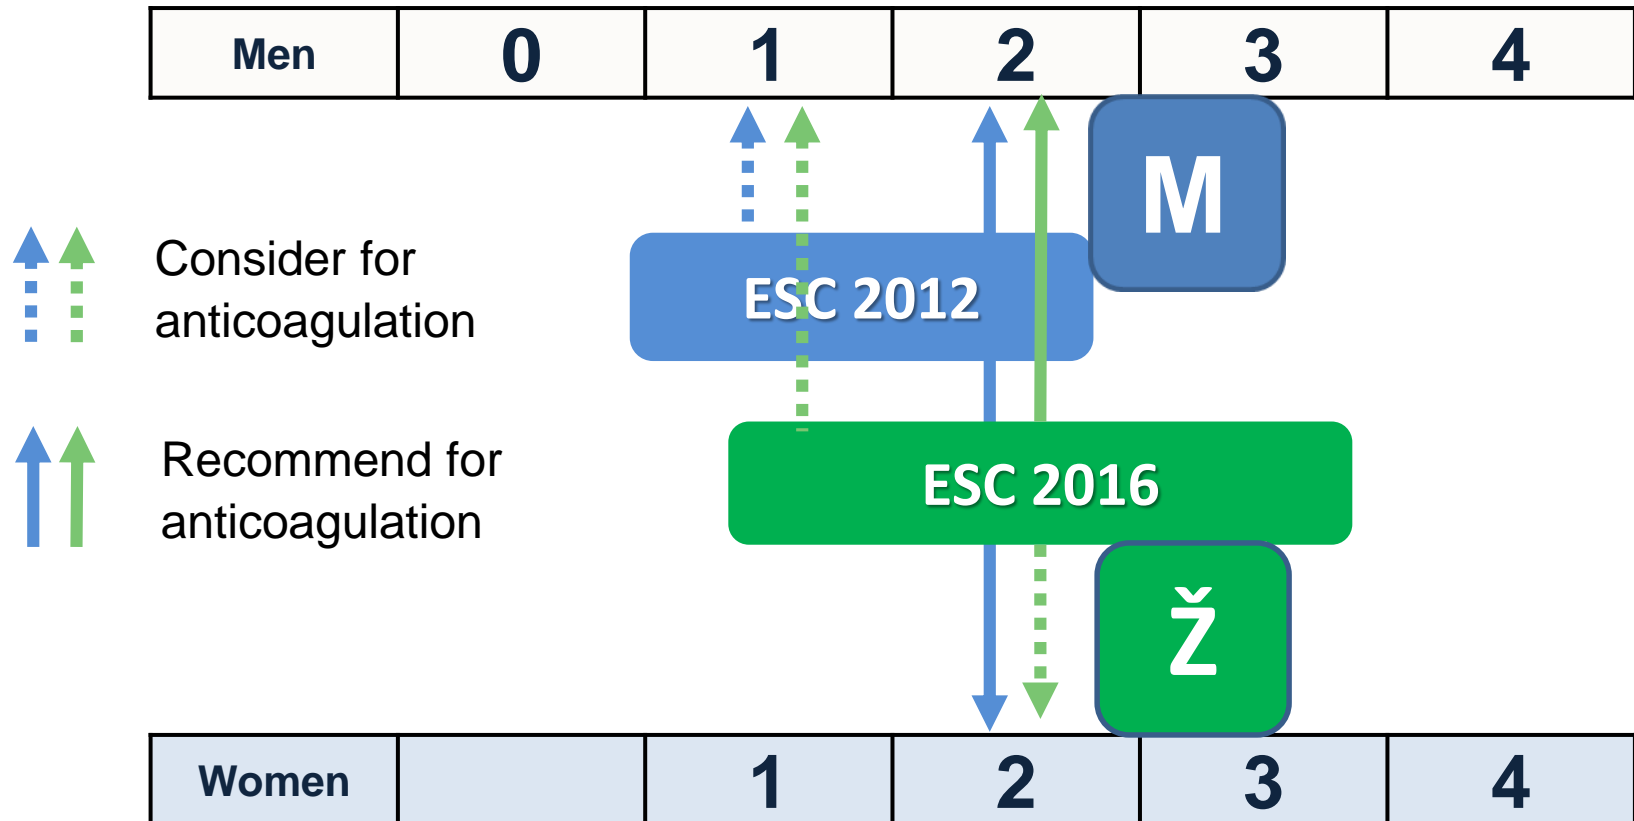 Men 0 1 2 3 4
M
Consider for
anticoagulation
ESC 2012
Recommend for
anticoagulation
ESC 2016
Ž
Women 1 2 3 4